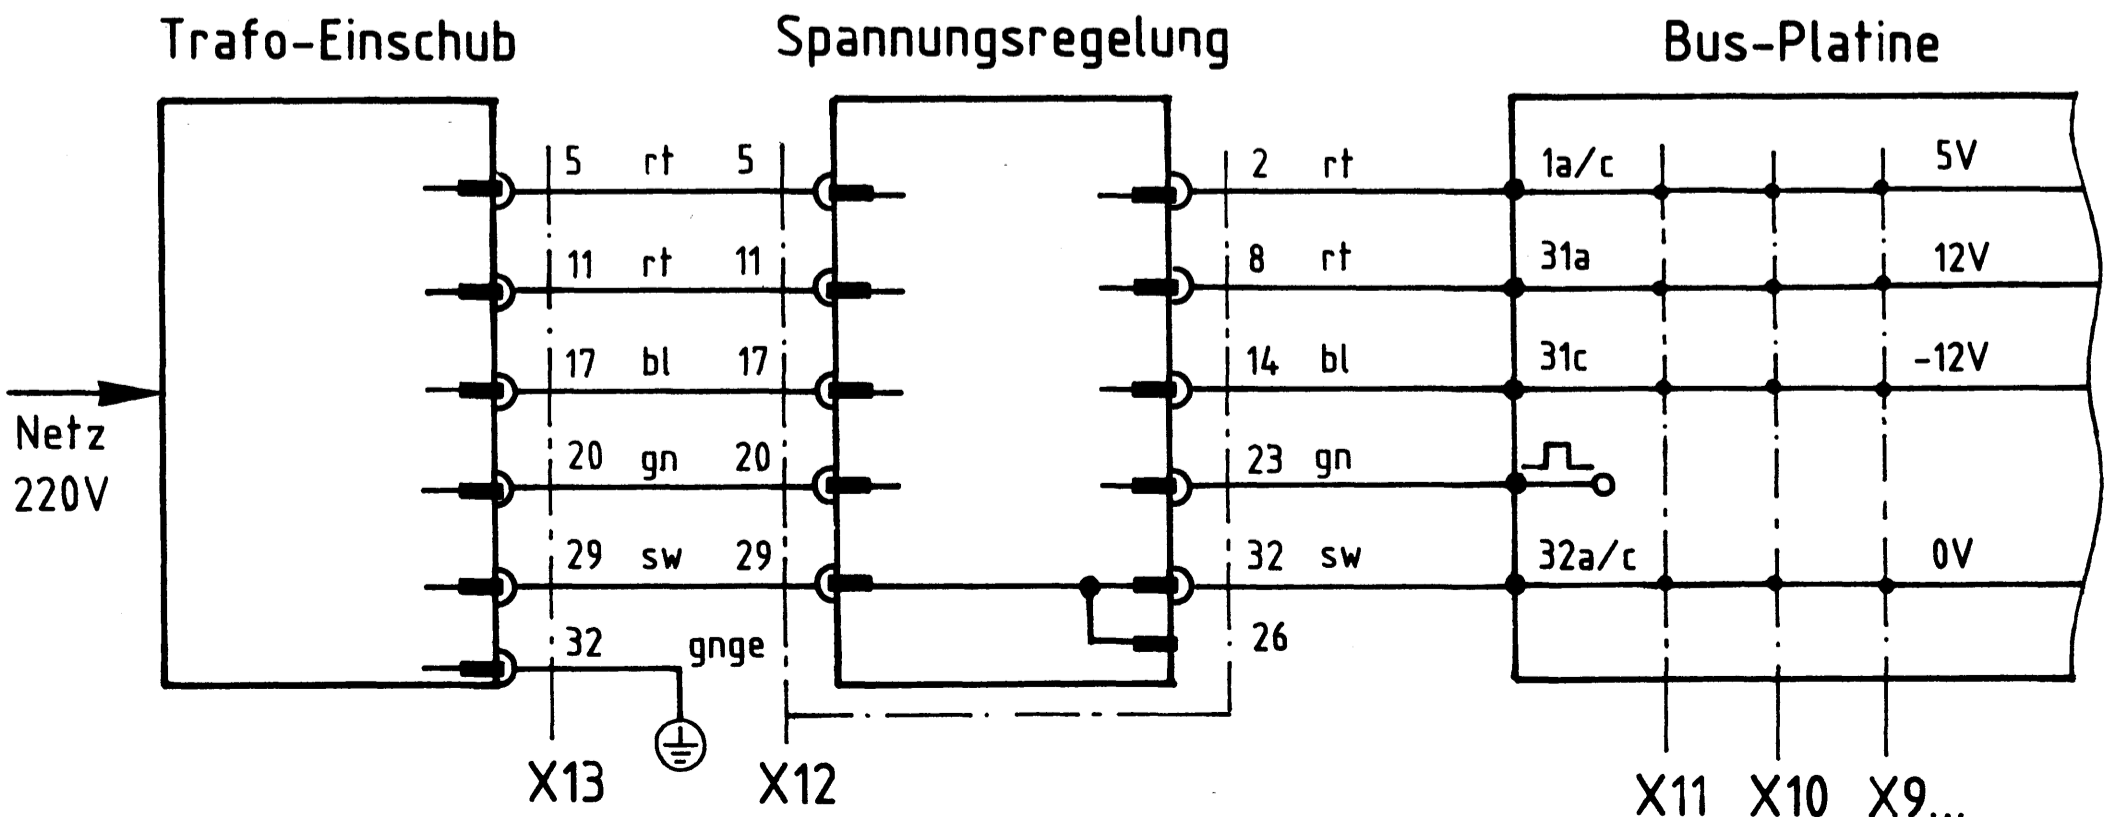 Trafo-Einschub Spannungsregelung Bus-Platine
5 rt 5 2 rt 1a/c 5V
11 rt 11 8 rt 31a 12V
17 bl 17 14 bl 31c -12V
Netz
220V
20 gn 20 23 gn
29 sw 29 32 sw 32a/c 0V
32 gnge 26
X13 X12 X11 X10 X9...